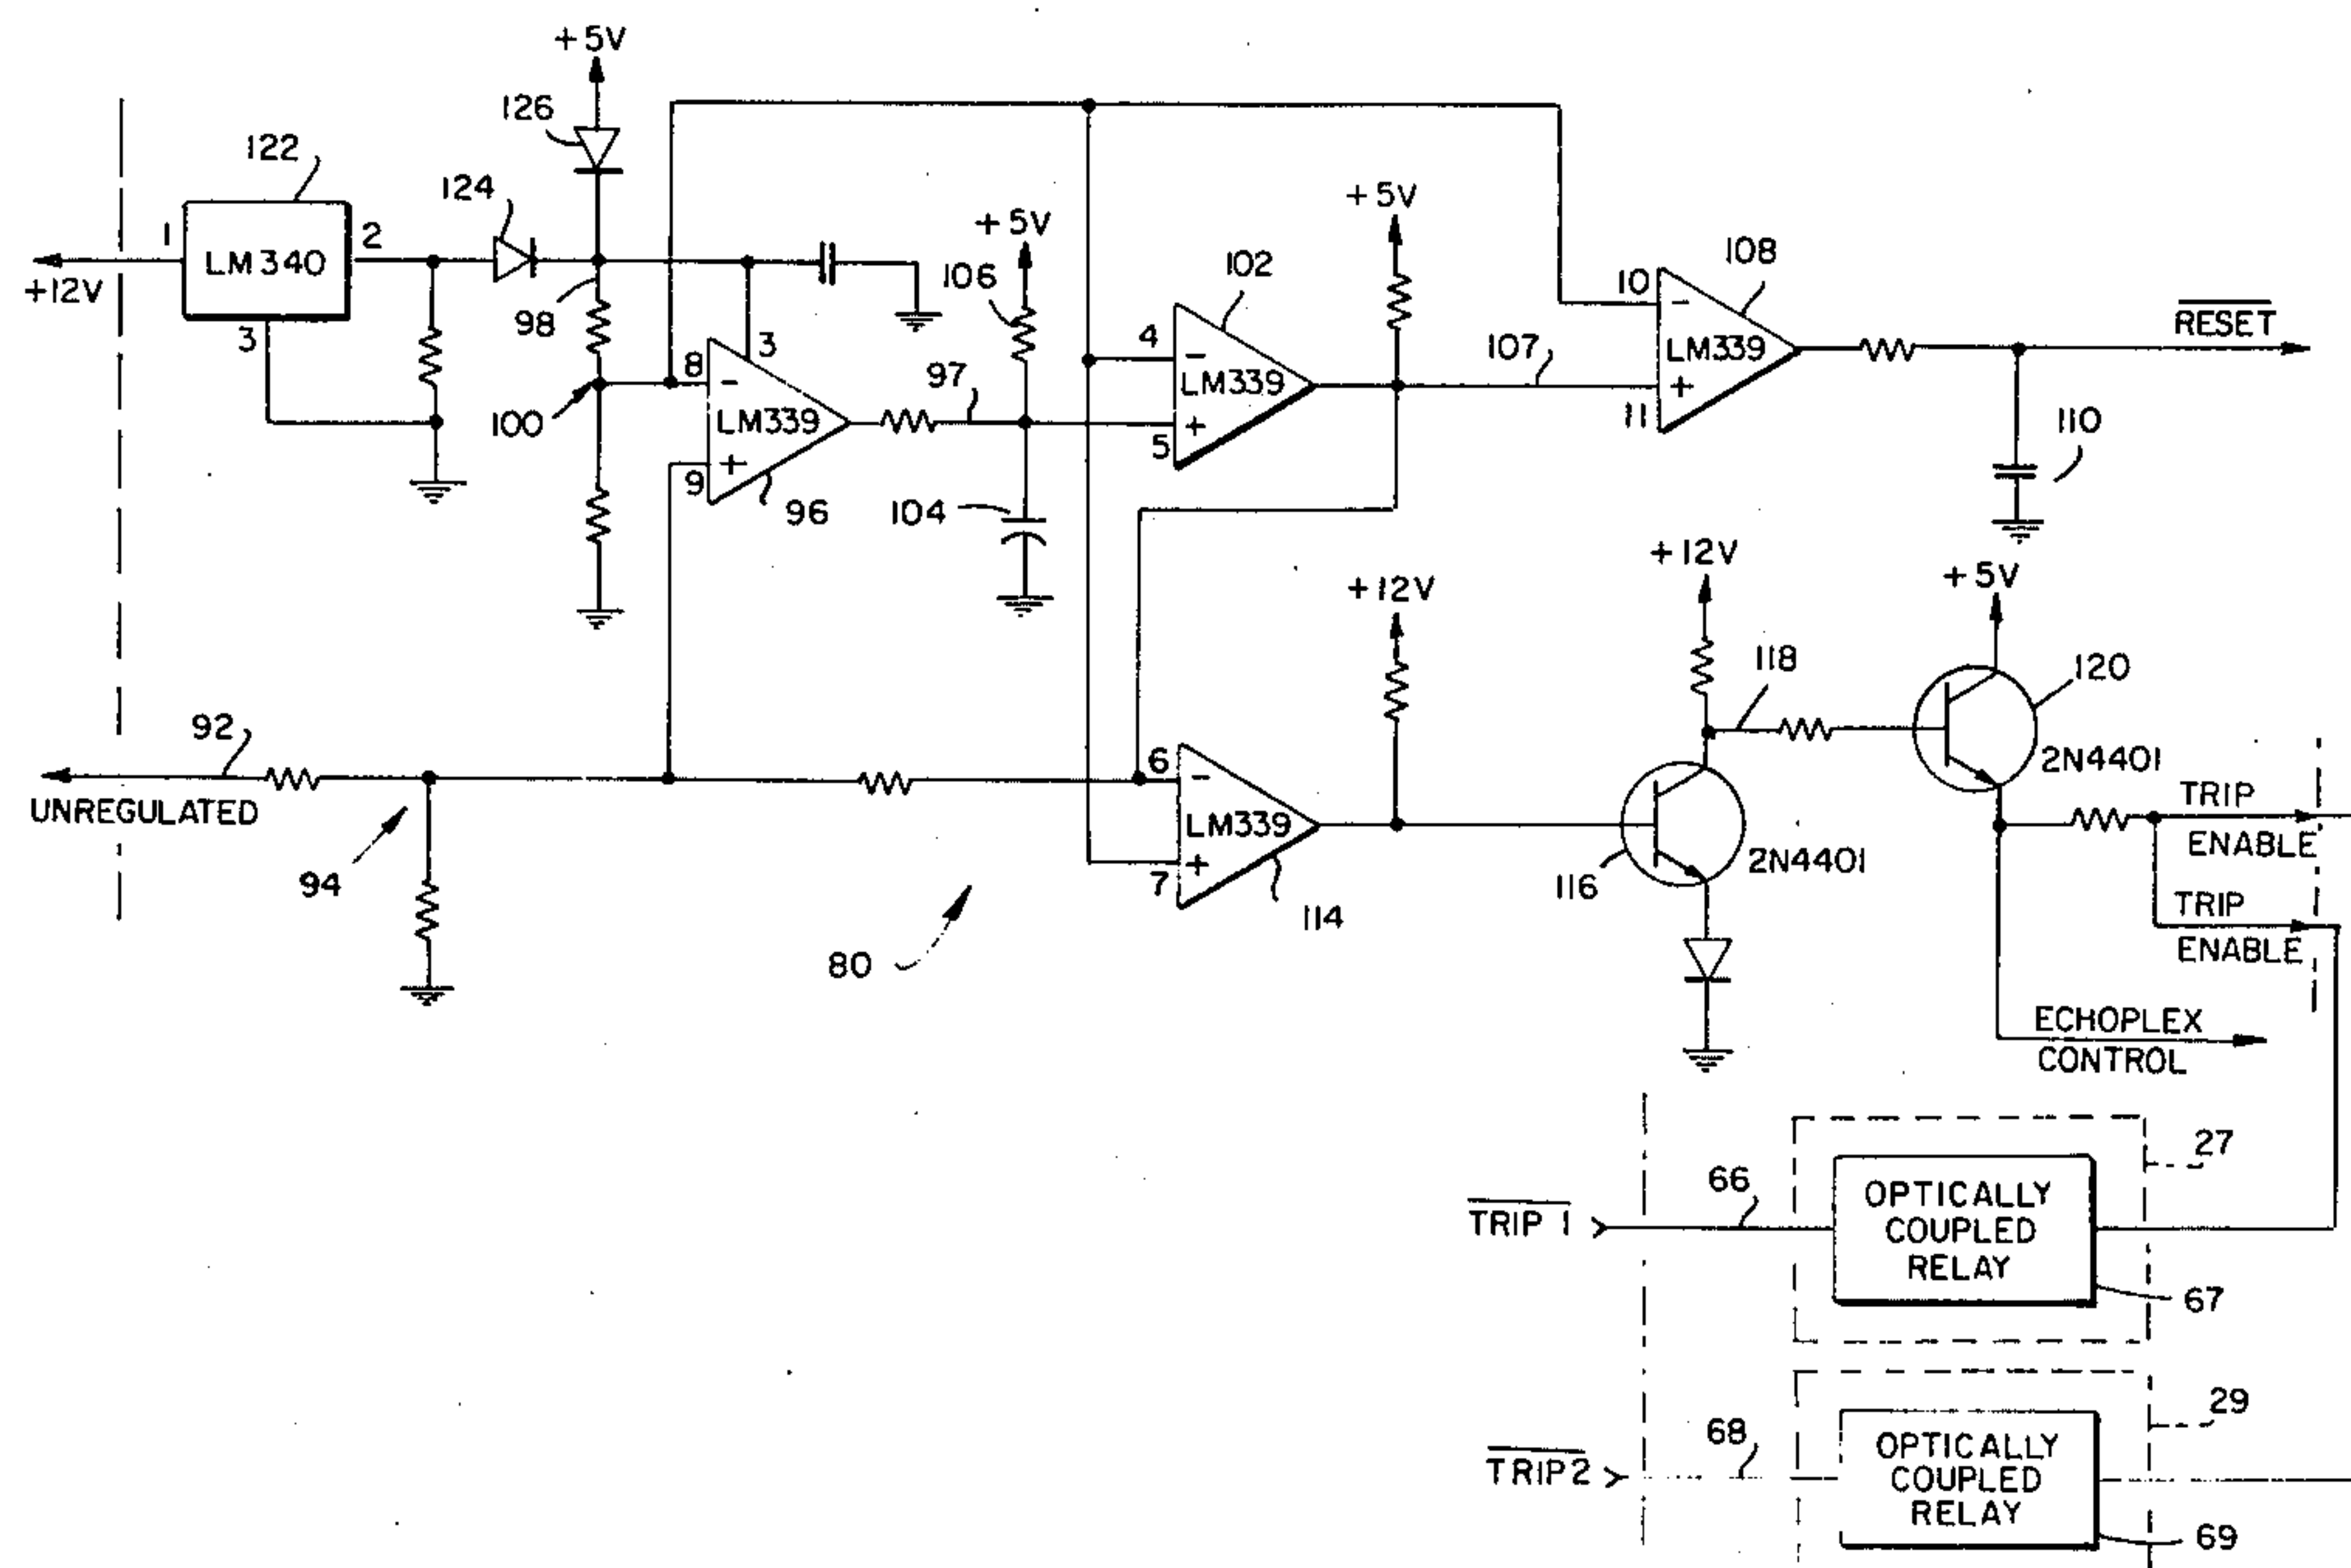 +5V
126
122
124
1
LM340
2
+12V
3
98
100
8
3
−
LM339
+
9
96
97
+5V
106
104
102
4
−
LM339
+
5
+5V
107
108
10
−
LM339
+
11
RESET
110
92
UNREGULATED
94
80
6
−
LM339
+
7
114
+12V
+12V
116
2N4401
118
+5V
120
2N4401
TRIP
ENABLE
TRIP
ENABLE
ECHOPLEX
CONTROL
27
TRIP 1
66
OPTICALLY
COUPLED
RELAY
67
29
TRIP2
68
OPTICALLY
COUPLED
RELAY
69